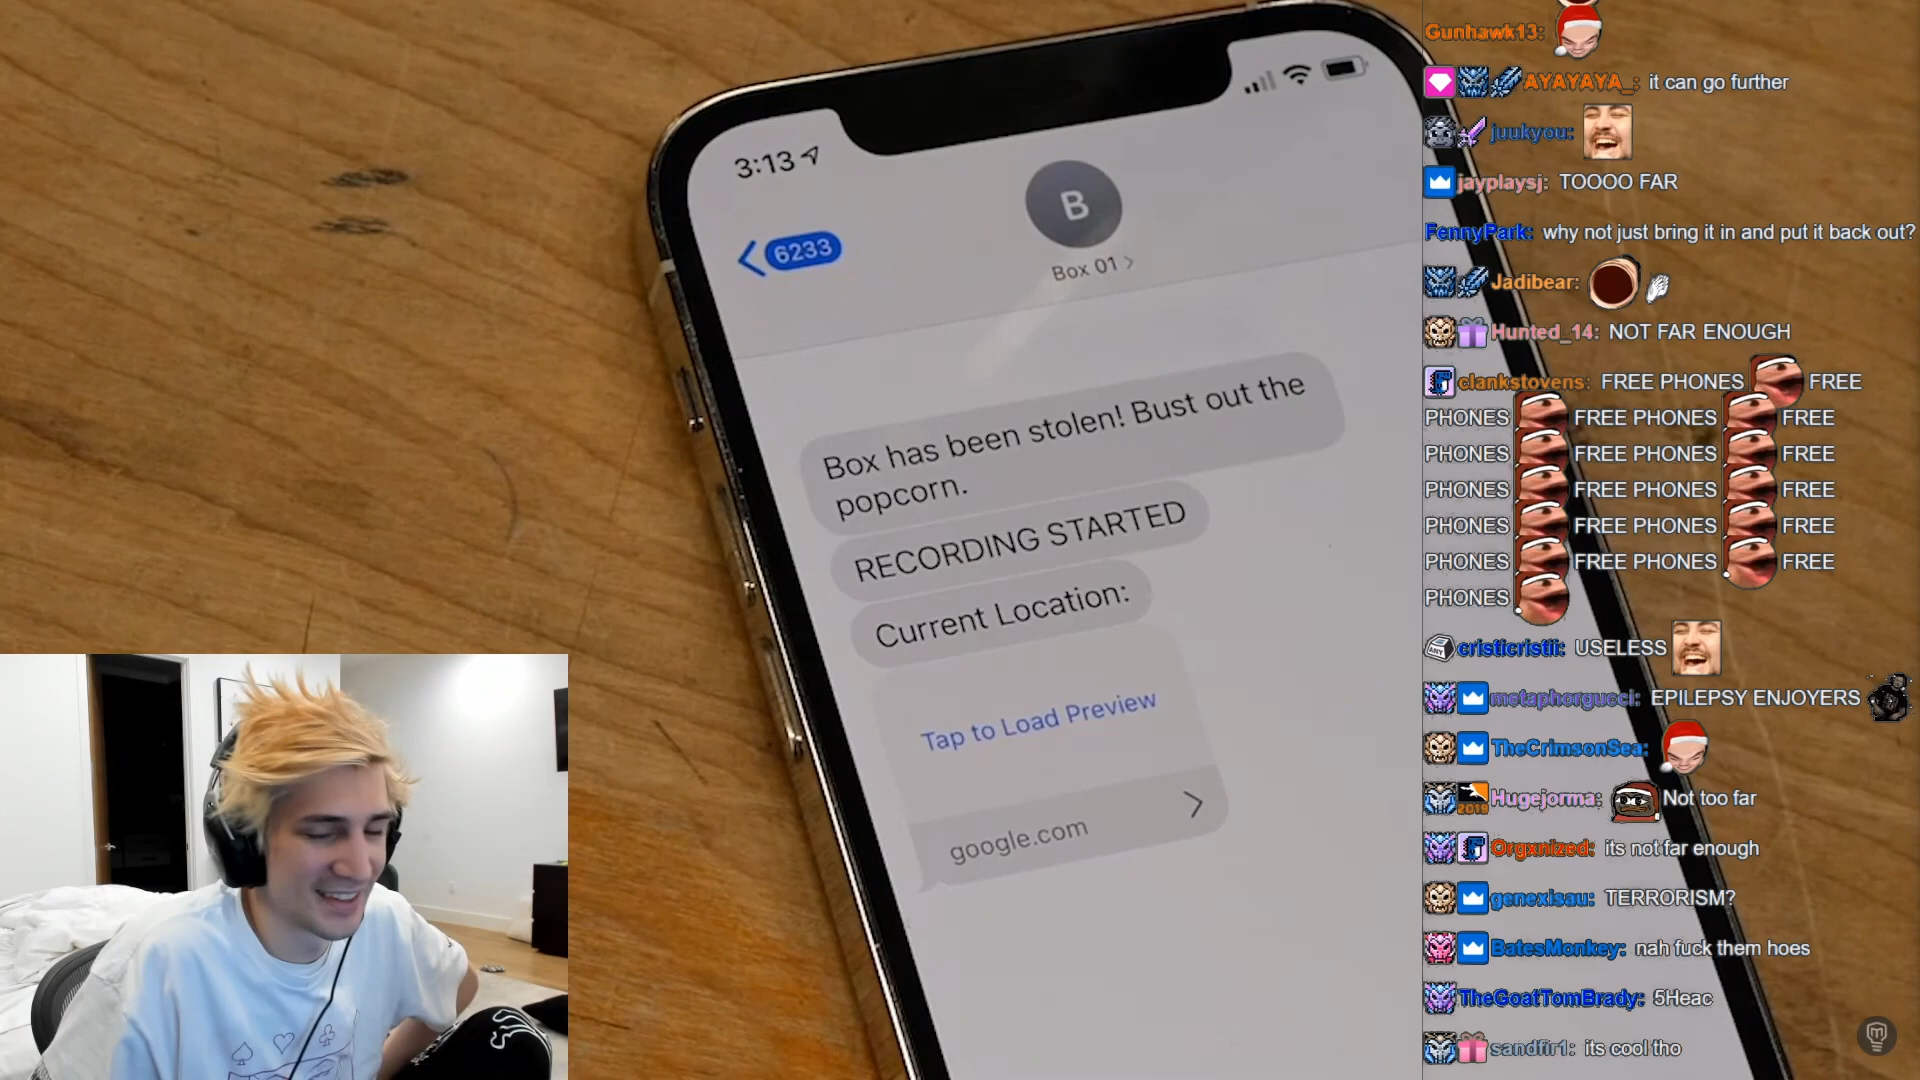 3:13
6233
B
Box 01
Box has been stolen! Bust out the
popcorn.
RECORDING STARTED
Current Location:
Tap to Load Preview
google.com
Gunhawk13:
AYAYAYA_: it can go further
juukyou:
jayplaysj: TOOOO FAR
FennyPark: why not just bring it in and put it back out?
Jadibear:
Hunted_14: NOT FAR ENOUGH
clankstovens: FREE PHONES FREE
PHONES FREE PHONES FREE
PHONES FREE PHONES FREE
PHONES FREE PHONES FREE
PHONES FREE PHONES FREE
PHONES FREE PHONES FREE
PHONES
ANY cristicristii: USELESS
metaphorgucci: EPILEPSY ENJOYERS
TheCrimsonSea:
2019 Hugejorma: Not too far
Orgxnized: its not far enough
genexisau: TERRORISM?
BatesMonkey: nah fuck them hoes
TheGoatTomBrady: 5Heac
sandfir1: its cool tho